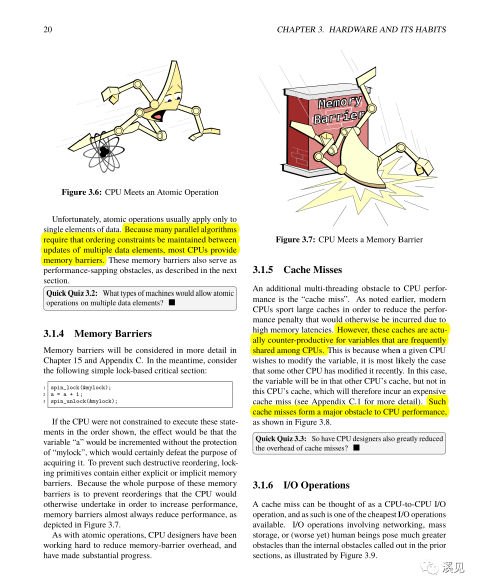 20
CHAPTER 3. HARDWARE AND ITS HABITS
Figure 3.6: CPU Meets an Atomic Operation
Unfortunately, atomic operations usually apply only to
single elements of data. Because many parallel algorithms
require that ordering constraints be maintained between
updates of multiple data elements, most CPUs provide
memory barriers. These memory barriers also serve as
performance-sapping obstacles, as described in the next
section.
Quick Quiz 3.2: What types of machines would allow atomic
operations on multiple data elements? ■
3.1.4 Memory Barriers
Memory barriers will be considered in more detail in
Chapter 15 and Appendix C. In the meantime, consider
the following simple lock-based critical section:
1 spin_lock(&mylock);
2 a = a + 1;
3 spin_unlock(&mylock);
If the CPU were not constrained to execute these state-
ments in the order shown, the effect would be that the
variable “a” would be incremented without the protection
of “mylock”, which would certainly defeat the purpose of
acquiring it. To prevent such destructive reordering, lock-
ing primitives contain either explicit or implicit memory
barriers. Because the whole purpose of these memory
barriers is to prevent reorderings that the CPU would
otherwise undertake in order to increase performance,
memory barriers almost always reduce performance, as
depicted in Figure 3.7.
As with atomic operations, CPU designers have been
working hard to reduce memory-barrier overhead, and
have made substantial progress.
Memory
Barrier
Figure 3.7: CPU Meets a Memory Barrier
3.1.5 Cache Misses
An additional multi-threading obstacle to CPU perfor-
mance is the “cache miss”. As noted earlier, modern
CPUs sport large caches in order to reduce the perfor-
mance penalty that would otherwise be incurred due to
high memory latencies. However, these caches are actu-
ally counter-productive for variables that are frequently
shared among CPUs. This is because when a given CPU
wishes to modify the variable, it is most likely the case
that some other CPU has modified it recently. In this case,
the variable will be in that other CPU’s cache, but not in
this CPU’s cache, which will therefore incur an expensive
cache miss (see Appendix C.1 for more detail). Such
cache misses form a major obstacle to CPU performance,
as shown in Figure 3.8.
Quick Quiz 3.3: So have CPU designers also greatly reduced
the overhead of cache misses? ■
3.1.6 I/O Operations
A cache miss can be thought of as a CPU-to-CPU I/O
operation, and as such is one of the cheapest I/O operations
available. I/O operations involving networking, mass
storage, or (worse yet) human beings pose much greater
obstacles than the internal obstacles called out in the prior
sections, as illustrated by Figure 3.9.
溪见